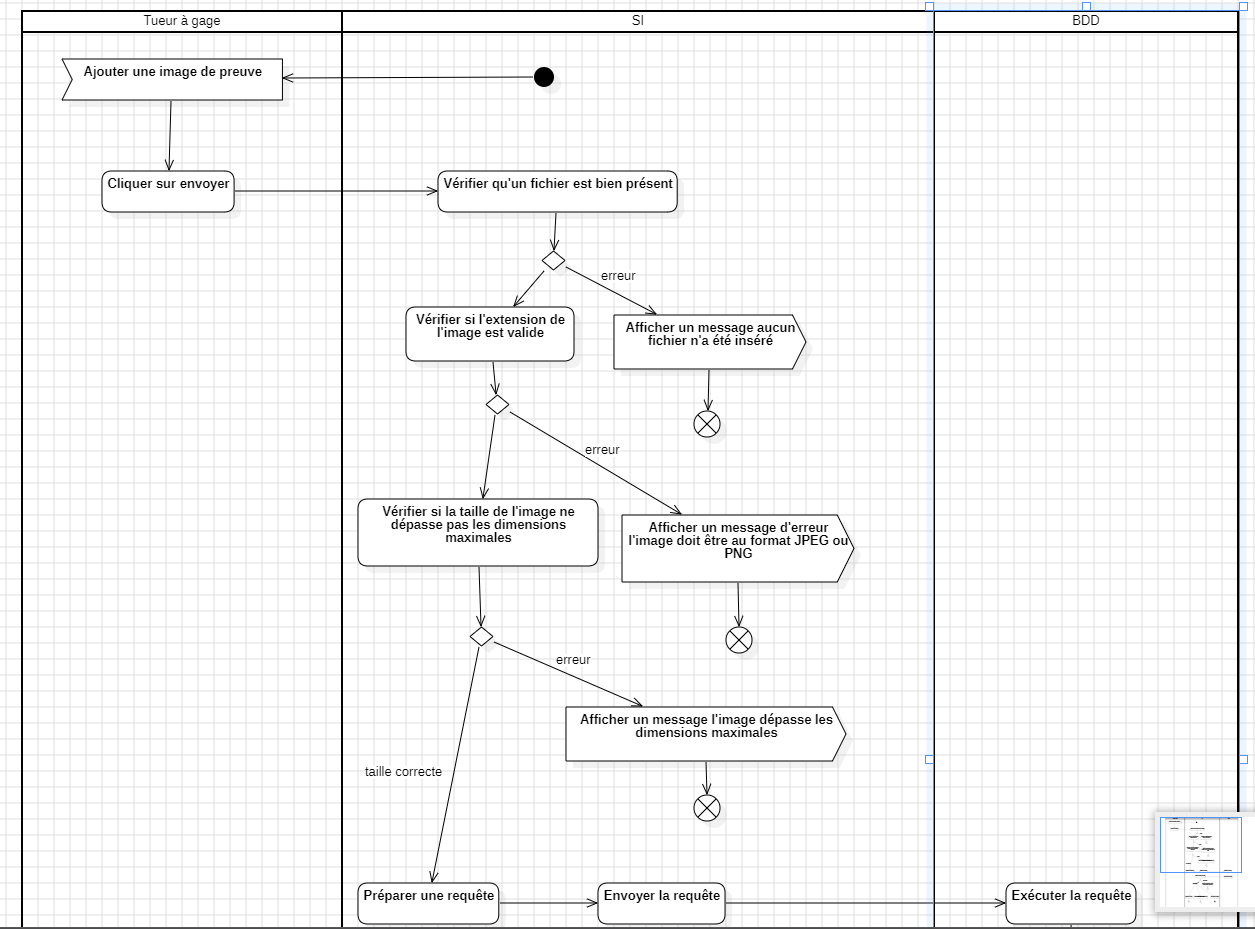 Tueur à gage
SI
BDD
Ajouter une image de preuve
Cliquer sur envoyer
Vérifier qu'un fichier est bien présent
erreur
Vérifier si l'extension de
l'image est valide
Afficher un message aucun
fichier n'a été inséré
erreur
Vérifier si la taille de l'image ne
dépasse pas les dimensions
maximales
Afficher un message d'erreur
l'image doit être au format JPEG ou
PNG
erreur
Afficher un message l'image dépasse les
dimensions maximales
taille correcte
Préparer une requête
Envoyer la requête
Exécuter la requête